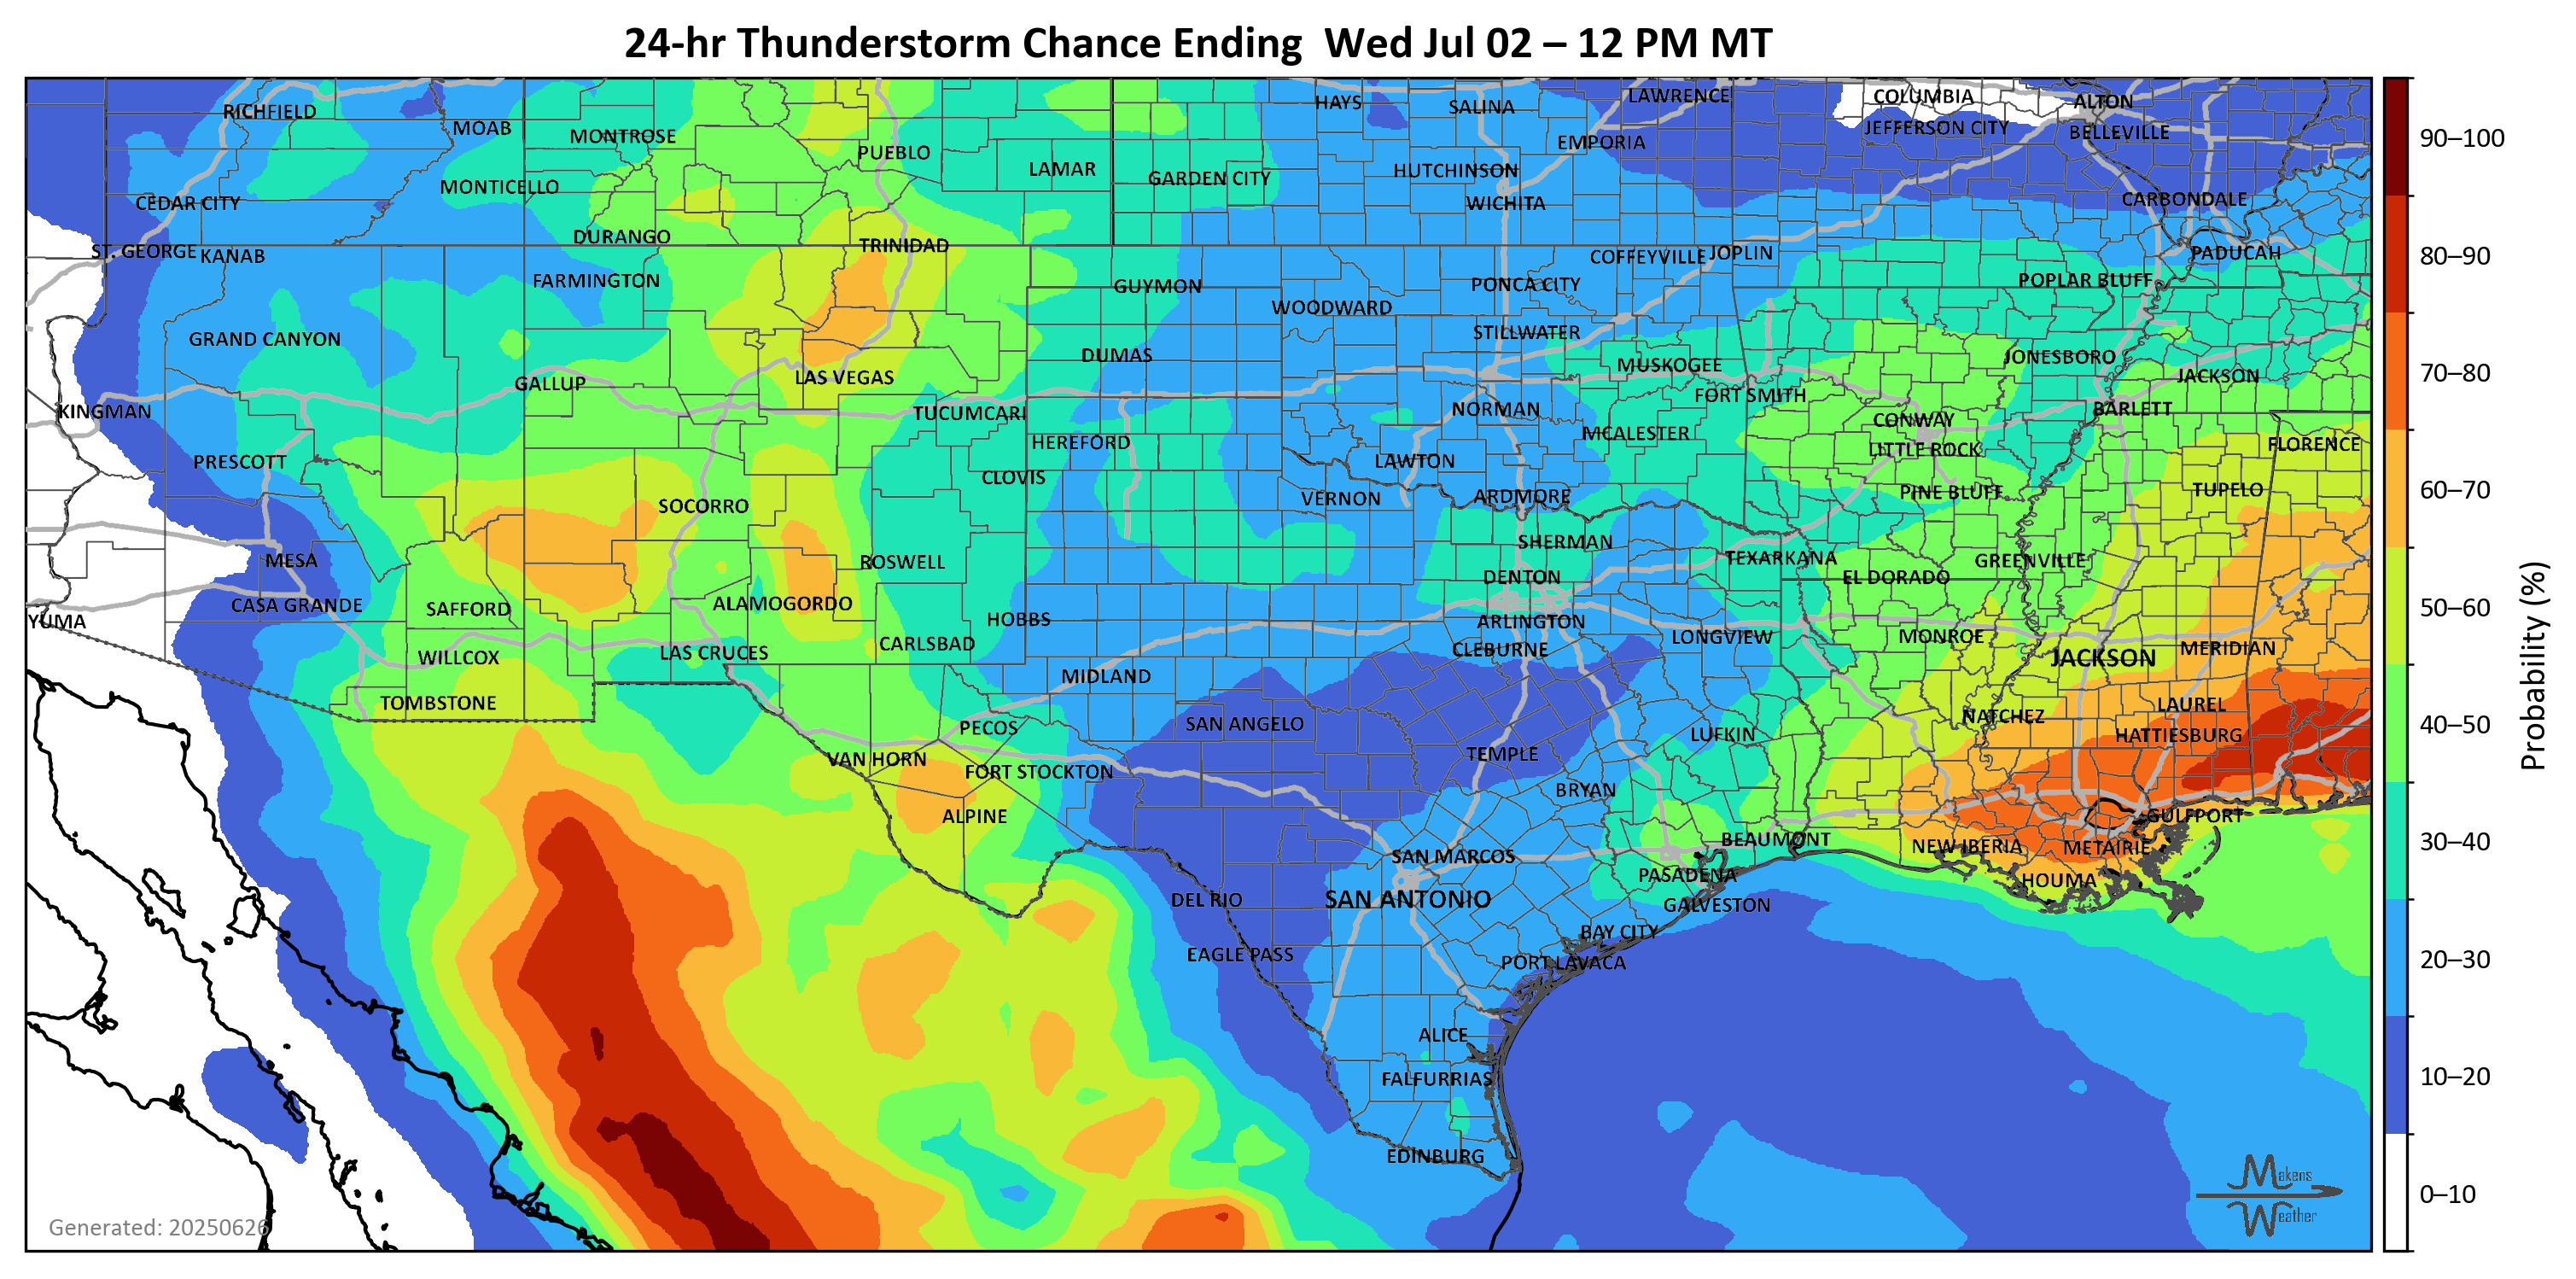 24-hr Thunderstorm Chance Ending  Wed Jul 02 – 12 PM MT
RICHFIELD
MOAB
MONTROSE
PUEBLO
LAMAR
GARDEN CITY
HAYS
SALINA
LAWRENCE
EMPORIA
HUTCHINSON
WICHITA
COLUMBIA
JEFFERSON CITY
ALTON
BELLEVILLE
CARBONDALE
CEDAR CITY
MONTICELLO
ST. GEORGE
KANAB
DURANGO
TRINIDAD
FARMINGTON
GUYMON
WOODWARD
PONCA CITY
COFFEYVILLE
JOPLIN
POPLAR BLUFF
PADUCAH
GRAND CANYON
LAS VEGAS
DUMAS
STILLWATER
MUSKOGEE
FORT SMITH
JONESBORO
JACKSON
KINGMAN
GALLUP
TUCUMCARI
HEREFORD
NORMAN
MCALESTER
CONWAY
LITTLE ROCK
BARLETT
FLORENCE
PRESCOTT
SOCORRO
CLOVIS
LAWTON
VERNON
ARDMORE
PINE BLUFF
TUPELO
MESA
ROSWELL
SHERMAN
DENTON
TEXARKANA
EL DORADO
GREENVILLE
YUMA
CASA GRANDE
SAFFORD
ALAMOGORDO
HOBBS
ARLINGTON
CLEBURNE
LONGVIEW
MONROE
JACKSON
MERIDIAN
WILLCOX
LAS CRUCES
CARLSBAD
MIDLAND
TOMBSTONE
PECOS
SAN ANGELO
TEMPLE
LUFKIN
NATCHEZ
LAUREL
HATTIESBURG
VAN HORN
FORT STOCKTON
BRYAN
ALPINE
BEAUMONT
NEW IBERIA
GULFPORT
METAIRIE
HOUMA
SAN MARCOS
SAN ANTONIO
PASADENA
GALVESTON
DEL RIO
EAGLE PASS
BAY CITY
PORT LAVACA
ALICE
FALFURRIAS
EDINBURG
Generated: 20250626
Makens
Weather
90–100
80–90
70–80
60–70
50–60
40–50
30–40
20–30
10–20
0–10
Probability (%)